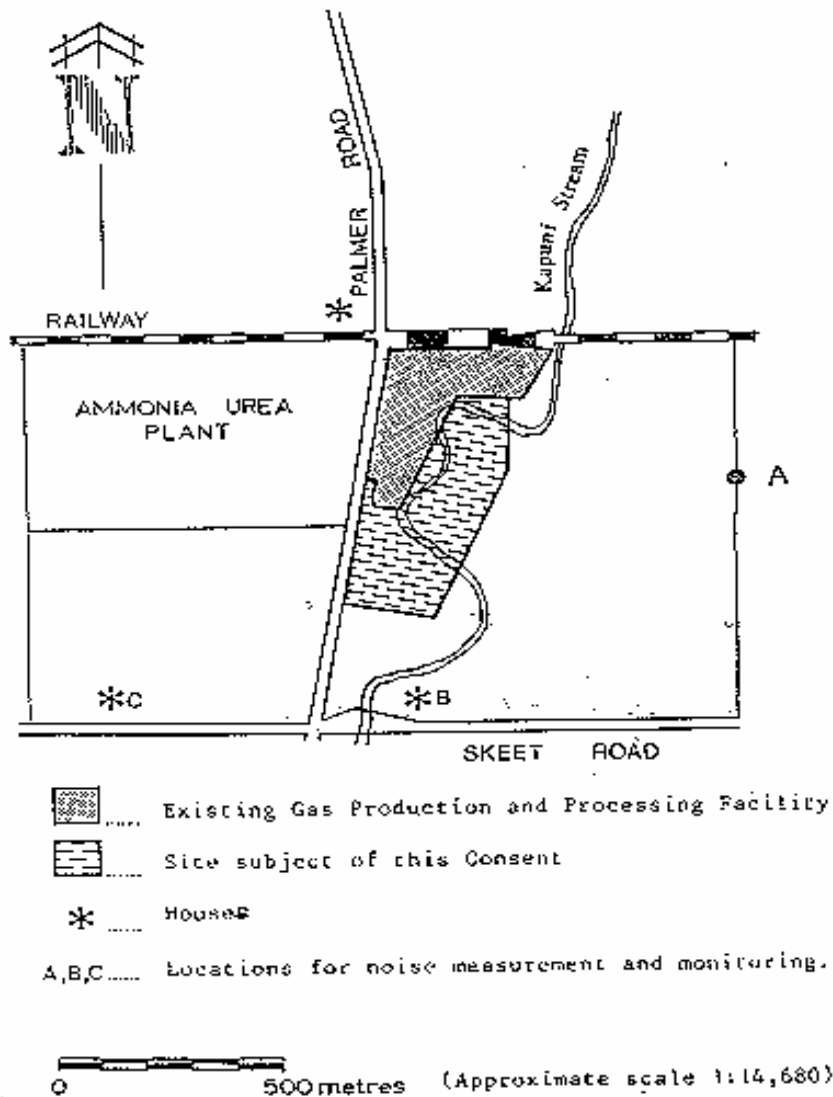 N
PALMER ROAD
Kapuni Stream
RAILWAY
AMMONIA UREA
PLANT
A
C
B
SKEET ROAD
..... Existing Gas Production and Processing Facility
...... Site subject of this Consent
..... Houses
A,B,C..... Locations for noise measurement and monitoring.
0 500 metres (Approximate scale 1:14,680)